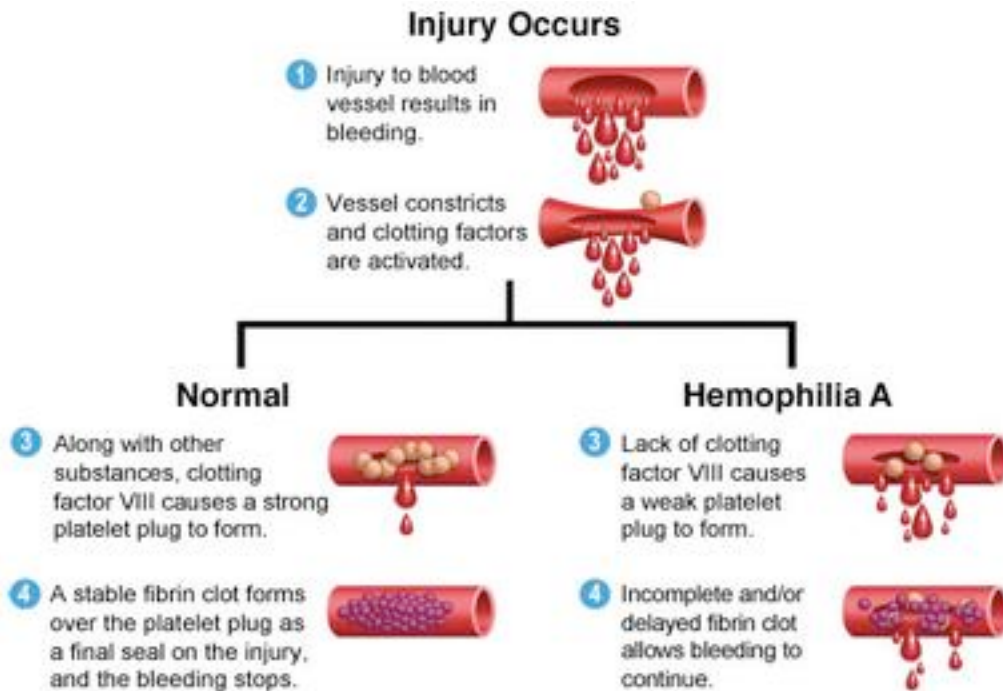 Injury Occurs
1 Injury to blood
vessel results in
bleeding.
2 Vessel constricts
and clotting factors
are activated.
Normal
3 Along with other
substances, clotting
factor VIII causes a strong
platelet plug to form.
4 A stable fibrin clot forms
over the platelet plug as
a final seal on the injury,
and the bleeding stops.
Hemophilia A
3 Lack of clotting
factor VIII causes
a weak platelet
plug to form.
4 Incomplete and/or
delayed fibrin clot
allows bleeding to
continue.